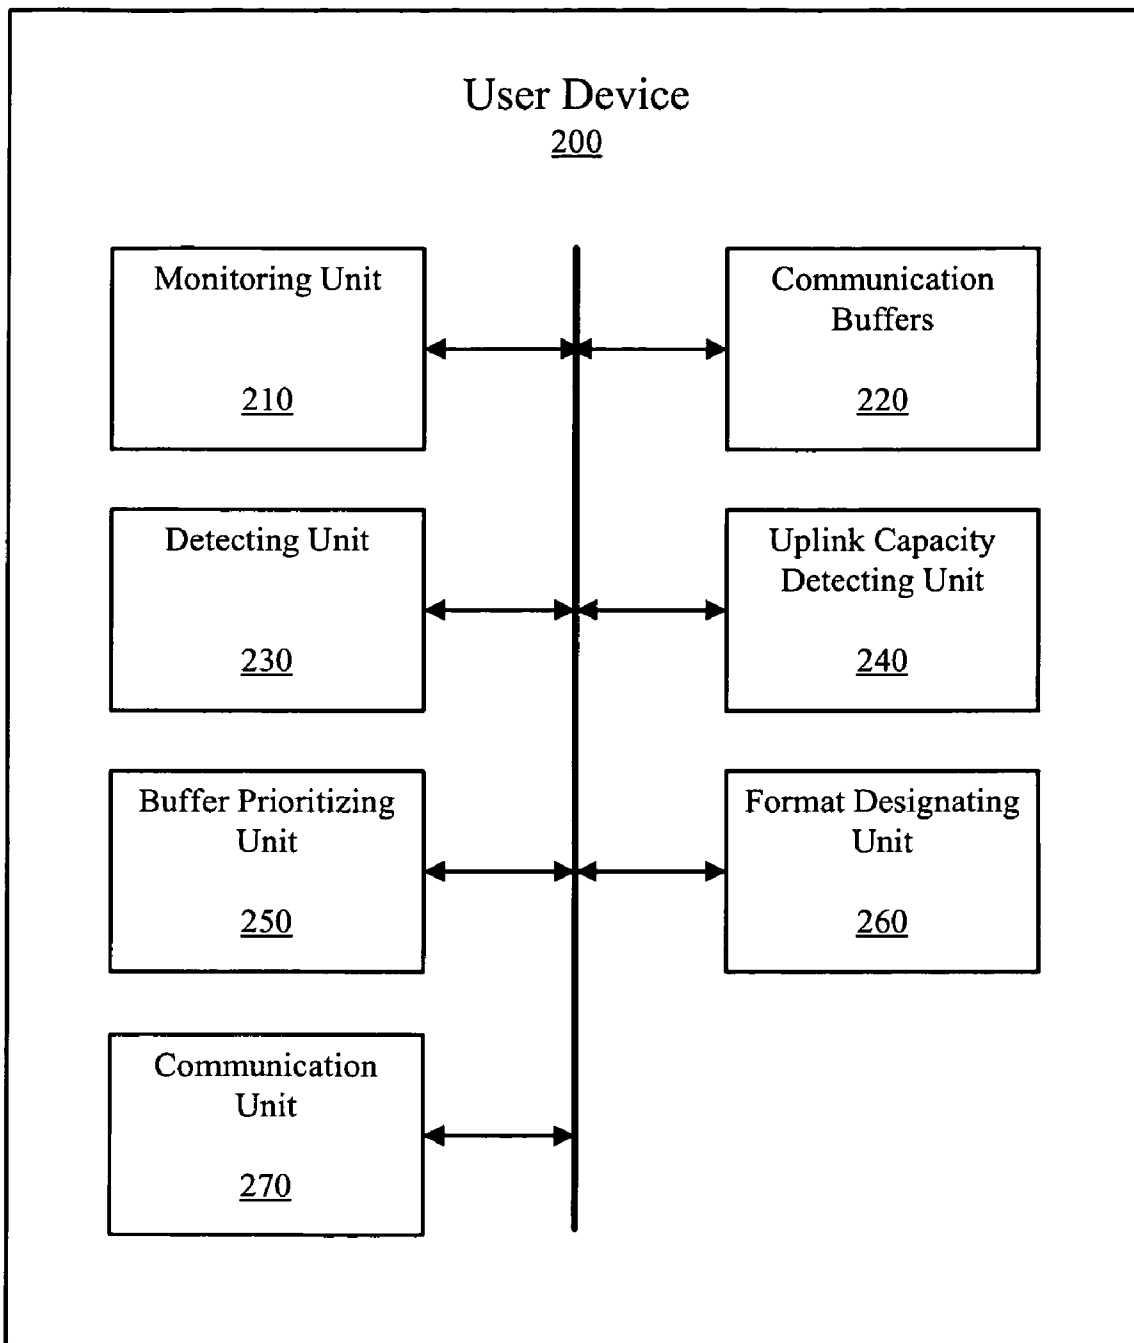 User Device
200
Monitoring Unit
210
Communication
Buffers
220
Detecting Unit
230
Uplink Capacity
Detecting Unit
240
Buffer Prioritizing
Unit
250
Format Designating
Unit
260
Communication
Unit
270